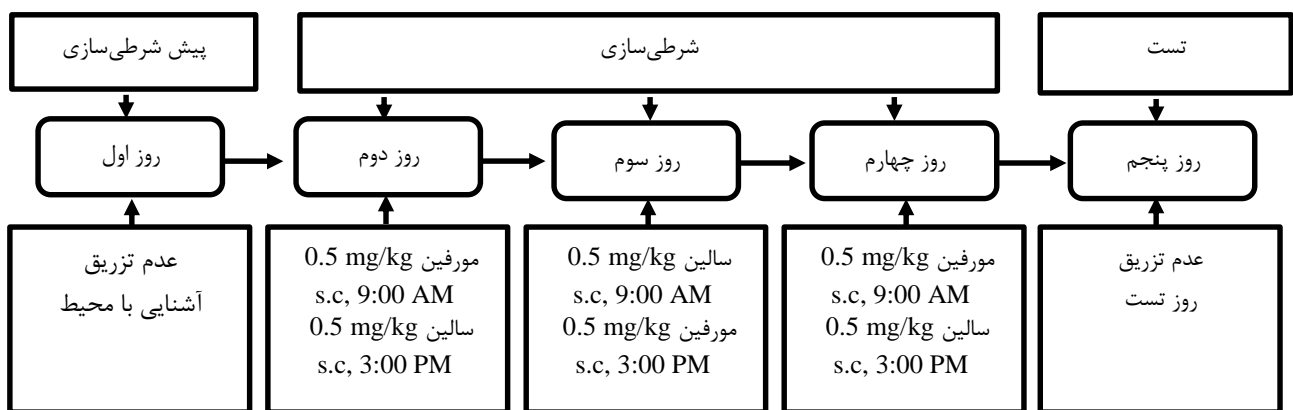 پیش شرطی‌سازی
شرطی‌سازی
تست
روز اول
روز دوم
روز سوم
روز چهارم
روز پنجم
عدم تزریق
آشنایی با محیط
مورفین 0.5 mg/kg
s.c, 9:00 AM
سالین 0.5 mg/kg
s.c, 3:00 PM
سالین 0.5 mg/kg
s.c, 9:00 AM
مورفین 0.5 mg/kg
s.c, 3:00 PM
مورفین 0.5 mg/kg
s.c, 9:00 AM
سالین 0.5 mg/kg
s.c, 3:00 PM
عدم تزریق
روز تست